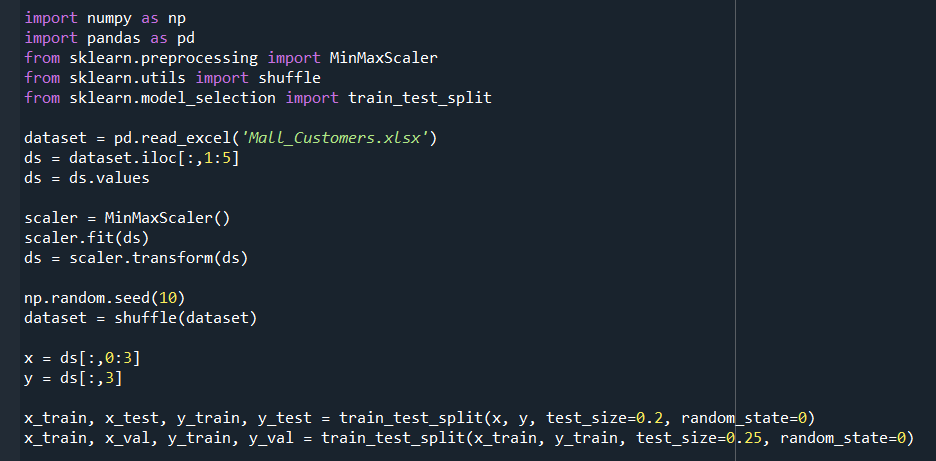 import numpy as np
import pandas as pd
from sklearn.preprocessing import MinMaxScaler
from sklearn.utils import shuffle
from sklearn.model_selection import train_test_split
dataset = pd.read_excel('Mall_Customers.xlsx')
ds = dataset.iloc[:,1:5]
ds = ds.values
scaler = MinMaxScaler()
scaler.fit(ds)
ds = scaler.transform(ds)
np.random.seed(10)
dataset = shuffle(dataset)
x = ds[:,0:3]
y = ds[:,3]
x_train, x_test, y_train, y_test = train_test_split(x, y, test_size=0.2, random_state=0)
x_train, x_val, y_train, y_val = train_test_split(x_train, y_train, test_size=0.25, random_state=0)